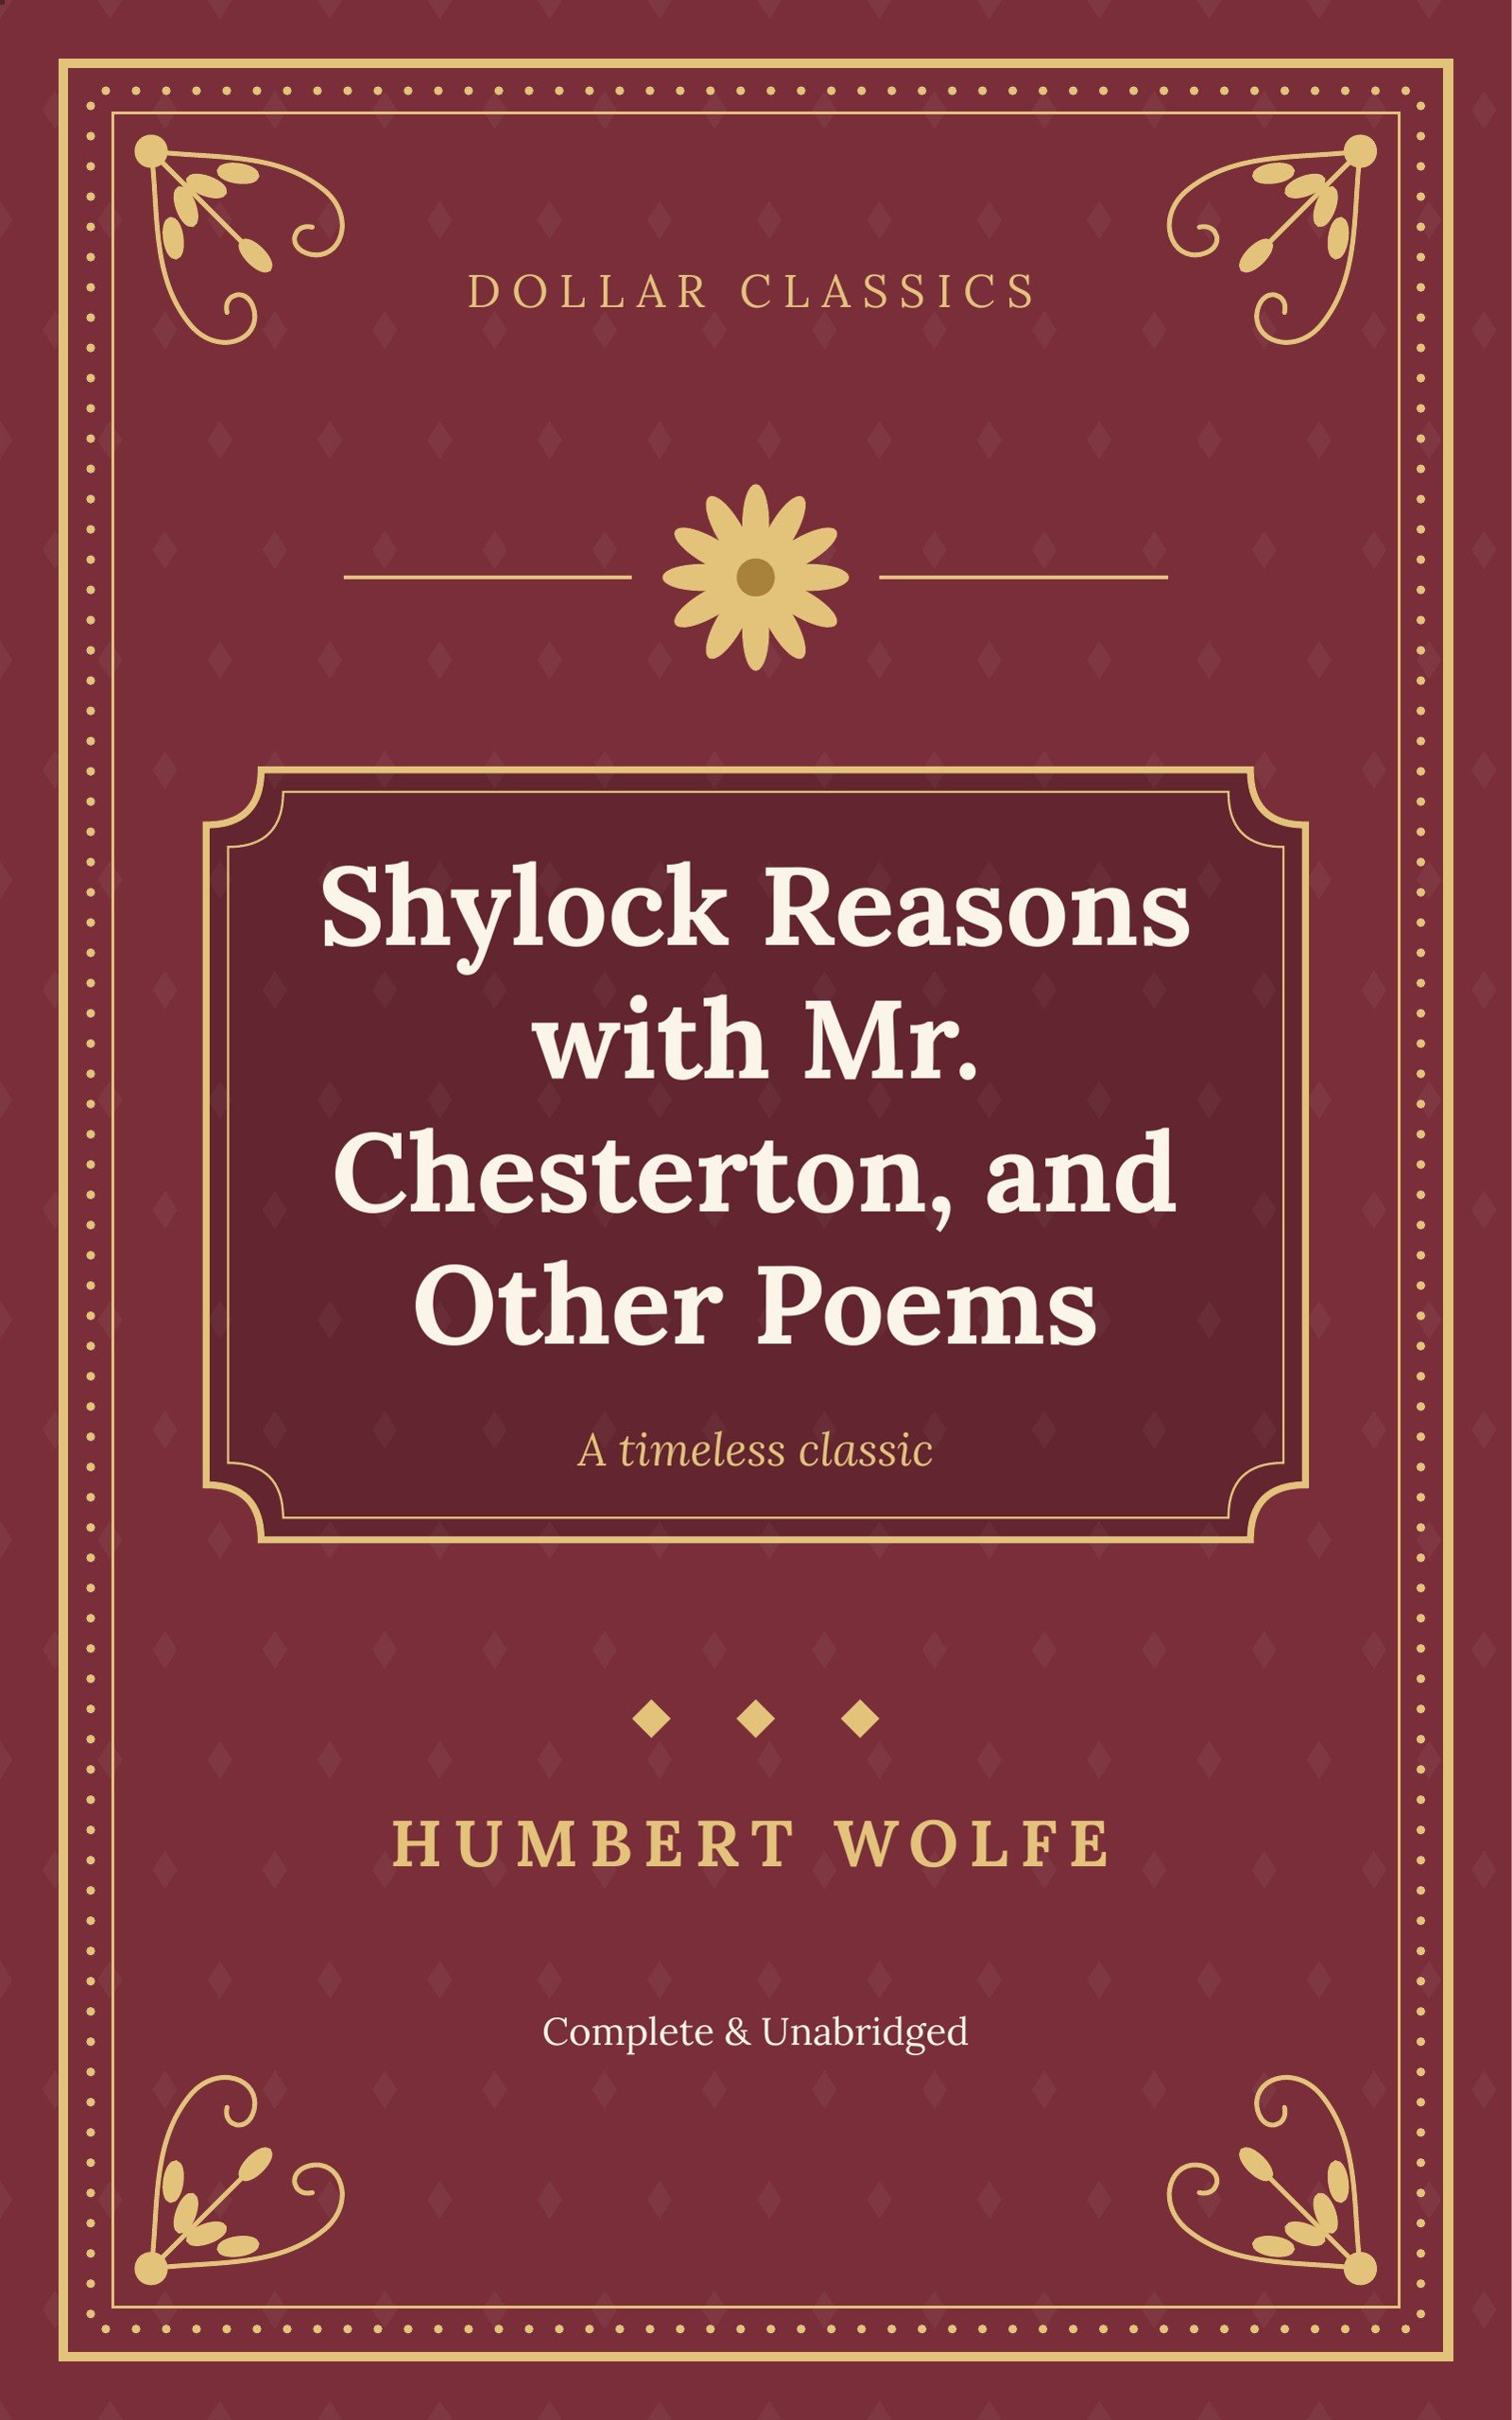 DOLLAR CLASSICS
Shylock Reasons
with Mr.
Chesterton, and
Other Poems
A timeless classic
HUMBERT WOLFE
Complete & Unabridged